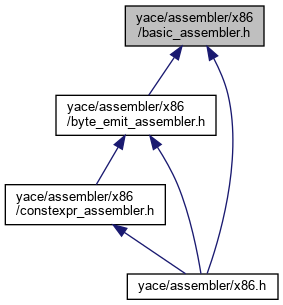 yace/assembler/x86
/basic_assembler.h
yace/assembler/x86
/byte_emit_assembler.h
yace/assembler/x86
/constexpr_assembler.h
yace/assembler/x86.h